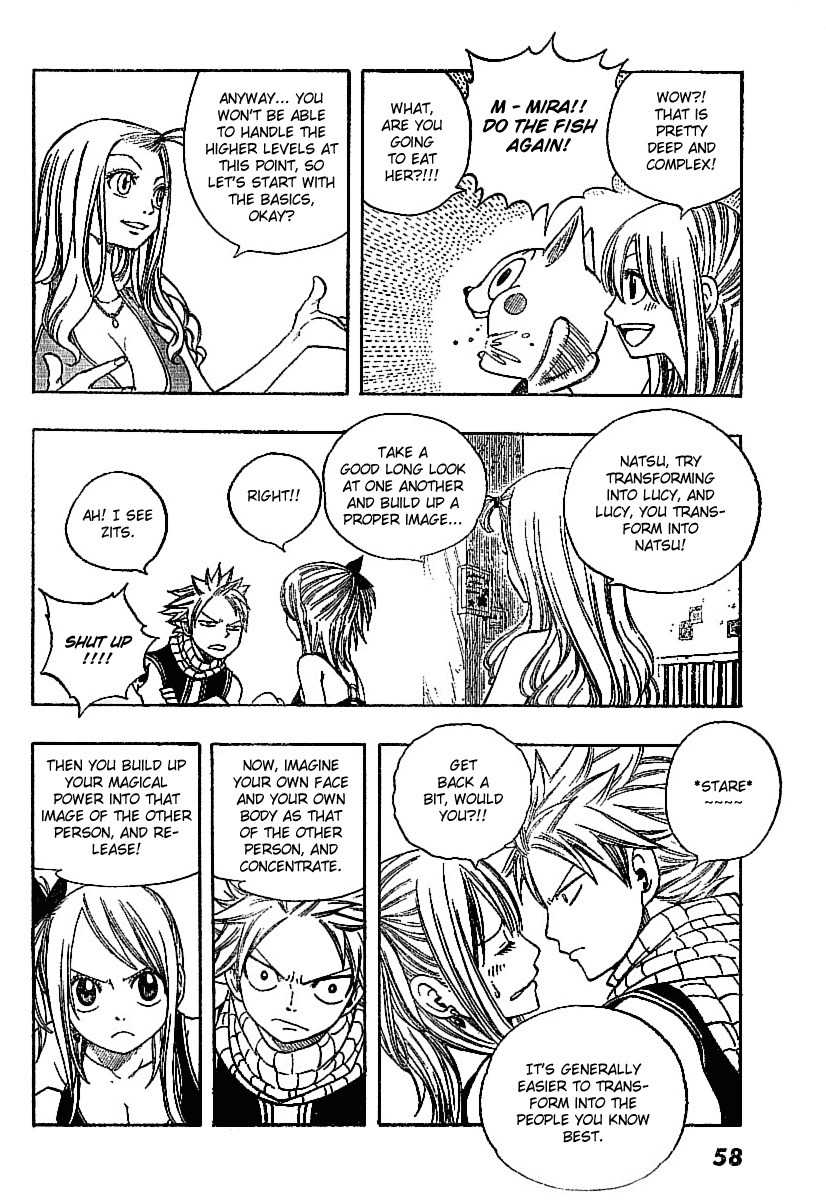 WOW?!
THAT IS
PRETTY
DEEP AND
COMPLEX!
M - MIRA!!
DO THE FISH
AGAIN!
WHAT,
ARE YOU
GOING
TO EAT
HER?!!!
ANYWAY... YOU
WON'T BE ABLE
TO HANDLE THE
HIGHER LEVELS AT
THIS POINT, SO
LET'S START WITH
THE BASICS,
OKAY?
NATSU, TRY
TRANSFORMING
INTO LUCY, AND
LUCY, YOU TRANS-
FORM INTO
NATSU!
TAKE A
GOOD LONG LOOK
AT ONE ANOTHER
AND BUILD UP A
PROPER IMAGE...
RIGHT!!
AH! I SEE
ZITS.
SHUT UP
!!!!
*STARE*
~~~~
GET
BACK A
BIT, WOULD
YOU?!!
IT'S GENERALLY
EASIER TO TRANS-
FORM INTO THE
PEOPLE YOU KNOW
BEST.
NOW, IMAGINE
YOUR OWN FACE
AND YOUR OWN
BODY AS THAT
OF THE OTHER
PERSON, AND
CONCENTRATE.
THEN YOU BUILD UP
YOUR MAGICAL
POWER INTO THAT
IMAGE OF THE OTHER
PERSON, AND RE-
LEASE!
58